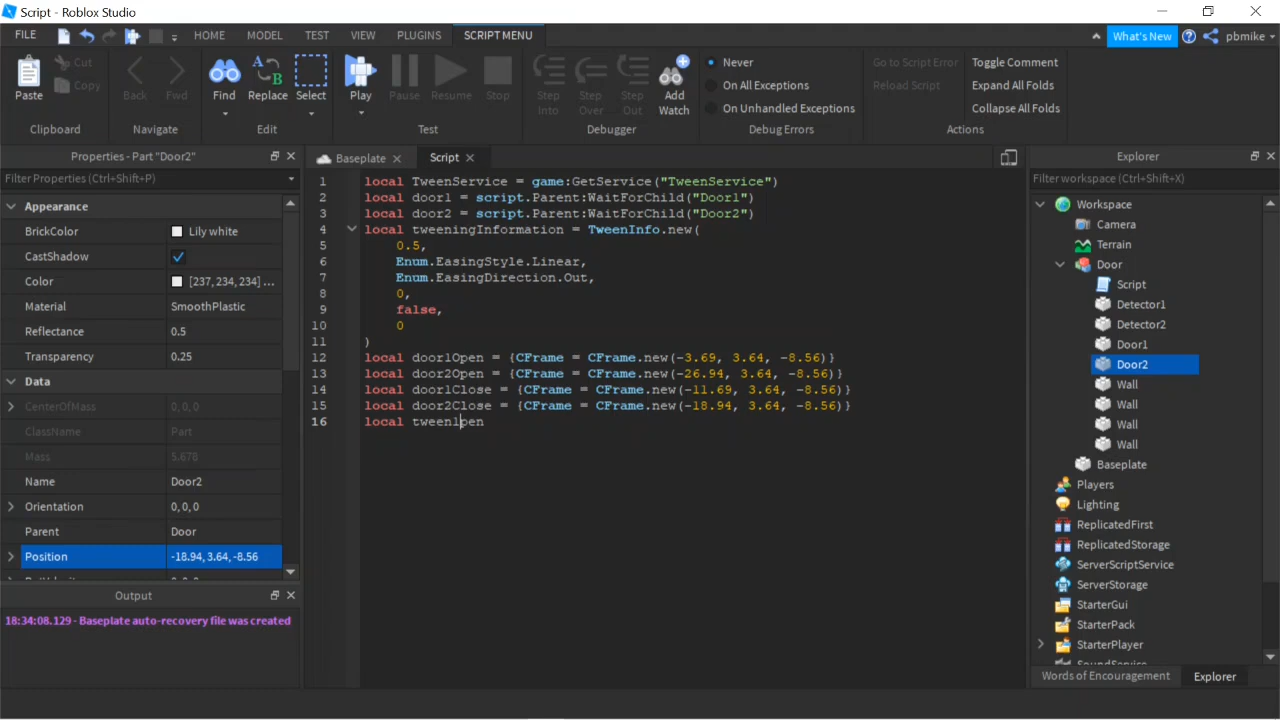 Script - Roblox Studio
FILE HOME MODEL TEST VIEW PLUGINS SCRIPT MENU What's New pbmike
Paste Cut Copy Back Fwd Find Replace Select Play Pause Resume Stop Step Into Step Over Step Out Add Watch
Never
On All Exceptions
On Unhandled Exceptions
Go to Script Error
Reload Script
Toggle Comment
Expand All Folds
Collapse All Folds
Clipboard Navigate Edit Test Debugger Debug Errors Actions
Properties - Part "Door2"
Filter Properties (Ctrl+Shift+P)
Appearance
BrickColor Lily white
CastShadow
Color [237, 234, 234] ...
Material SmoothPlastic
Reflectance 0.5
Transparency 0.25
Data
CenterOfMass 0, 0, 0
ClassName Part
Mass 5.678
Name Door2
Orientation 0, 0, 0
Parent Door
Position -18.94, 3.64, -8.56
Output
18:34:08.129 - Baseplate auto-recovery file was created
Baseplate Script
1 local TweenService = game:GetService("TweenService")
2 local door1 = script.Parent:WaitForChild("Door1")
3 local door2 = script.Parent:WaitForChild("Door2")
4 local tweeningInformation = TweenInfo.new(
5 0.5,
6 Enum.EasingStyle.Linear,
7 Enum.EasingDirection.Out,
8 0,
9 false,
10 0
11 )
12 local door1Open = {CFrame = CFrame.new(-3.69, 3.64, -8.56)}
13 local door2Open = {CFrame = CFrame.new(-26.94, 3.64, -8.56)}
14 local door1Close = {CFrame = CFrame.new(-11.69, 3.64, -8.56)}
15 local door2Close = {CFrame = CFrame.new(-18.94, 3.64, -8.56)}
16 local tween1pen
Explorer
Filter workspace (Ctrl+Shift+X)
Workspace
Camera
Terrain
Door
Script
Detector1
Detector2
Door1
Door2
Wall
Wall
Wall
Wall
Baseplate
Players
Lighting
ReplicatedFirst
ReplicatedStorage
ServerScriptService
ServerStorage
StarterGui
StarterPack
StarterPlayer
Words of Encouragement Explorer